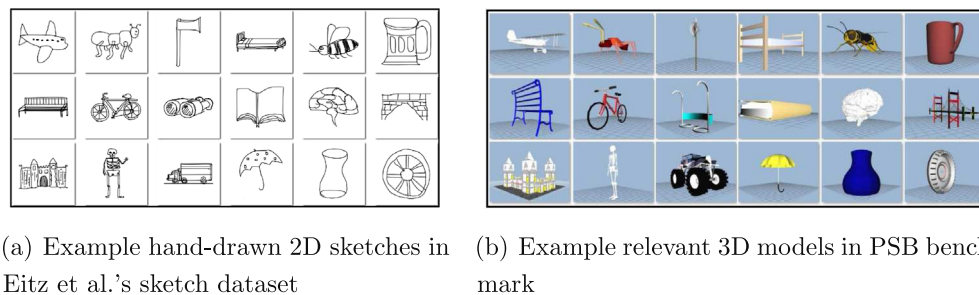 (a) Example hand-drawn 2D sketches in
Eitz et al.'s sketch dataset
(b) Example relevant 3D models in PSB bench
mark